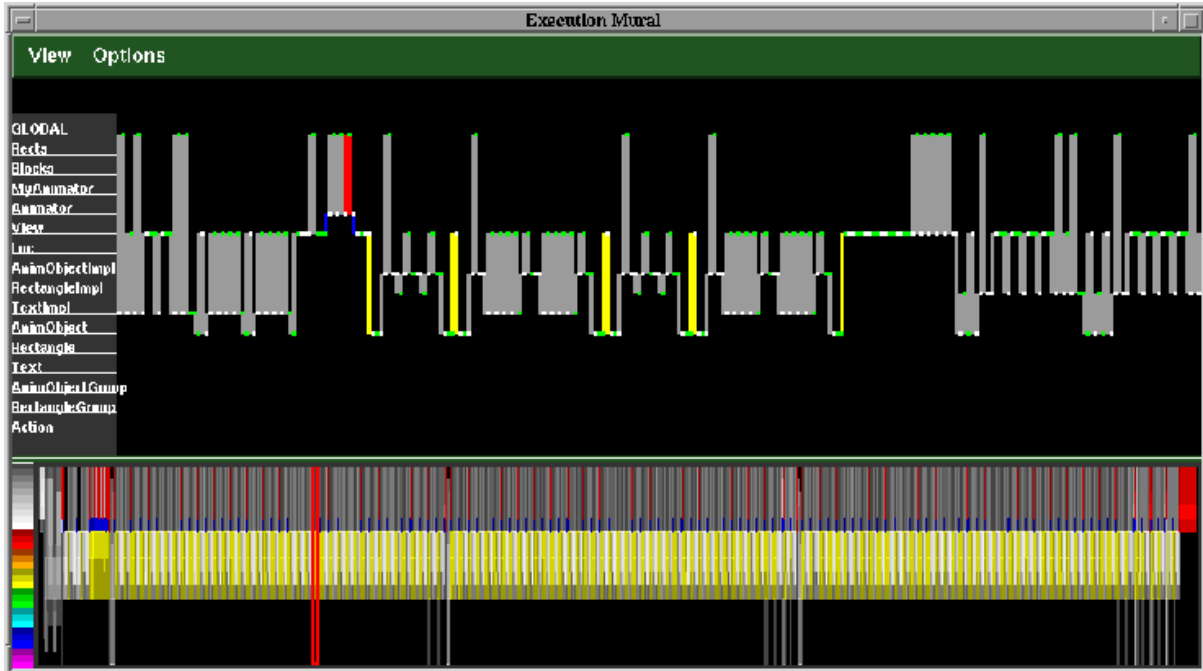 Execution Mural
View Options
GLOBAL
Rects
Blocks
MyAnimator
Animator
View
Loc
AnimObjectImpl
RectangleImpl
TextImpl
AnimObject
Rectangle
Text
AnimObjectGroup
RectangleGroup
Action